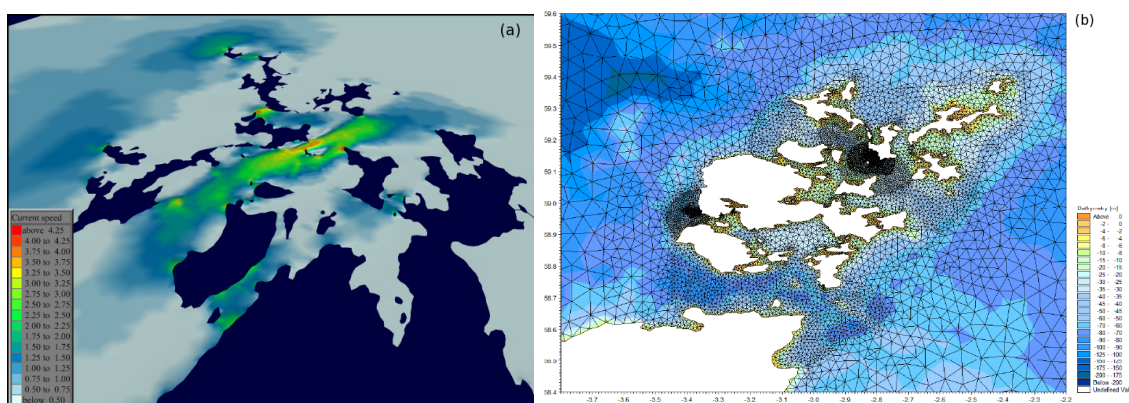 (a)
Current speed
above 4.25
4.00 to 4.25
3.75 to 4.00
3.50 to 3.75
3.25 to 3.50
3.00 to 3.25
2.75 to 3.00
2.50 to 2.75
2.25 to 2.50
2.00 to 2.25
1.75 to 2.00
1.50 to 1.75
1.25 to 1.50
1.00 to 1.25
0.75 to 1.00
0.50 to 0.75
below 0.50
(b)
59.6
59.5
59.4
59.3
59.2
59.1
59.0
58.9
58.8
58.7
58.6
58.4
-3.7 -3.6 -3.5 -3.4 -3.3 -3.2 -3.1 -3.0 -2.9 -2.8 -2.7 -2.6 -2.5 -2.4 -2.3 -2.2
Bathymetry [m]
Above 0
-2 - 0
-4 - -2
-6 - -4
-8 - -6
-10 - -8
-15 - -10
-20 - -15
-25 - -20
-30 - -25
-35 - -30
-40 - -35
-45 - -40
-50 - -45
-60 - -50
-70 - -60
-80 - -70
-90 - -80
-100 - -90
-125 - -100
-150 - -125
-175 - -150
-200 - -175
Below -200
Undefined Val